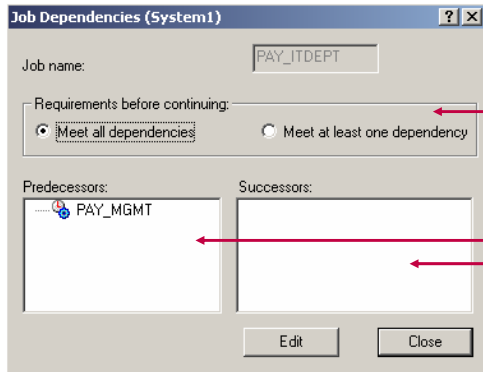 Job Dependencies (System1)
Job name:
PAY_ITDEPT
Requirements before continuing:
Meet all dependencies
Meet at least one dependency
Predecessors:
Successors:
PAY_MGMT
Edit
Close